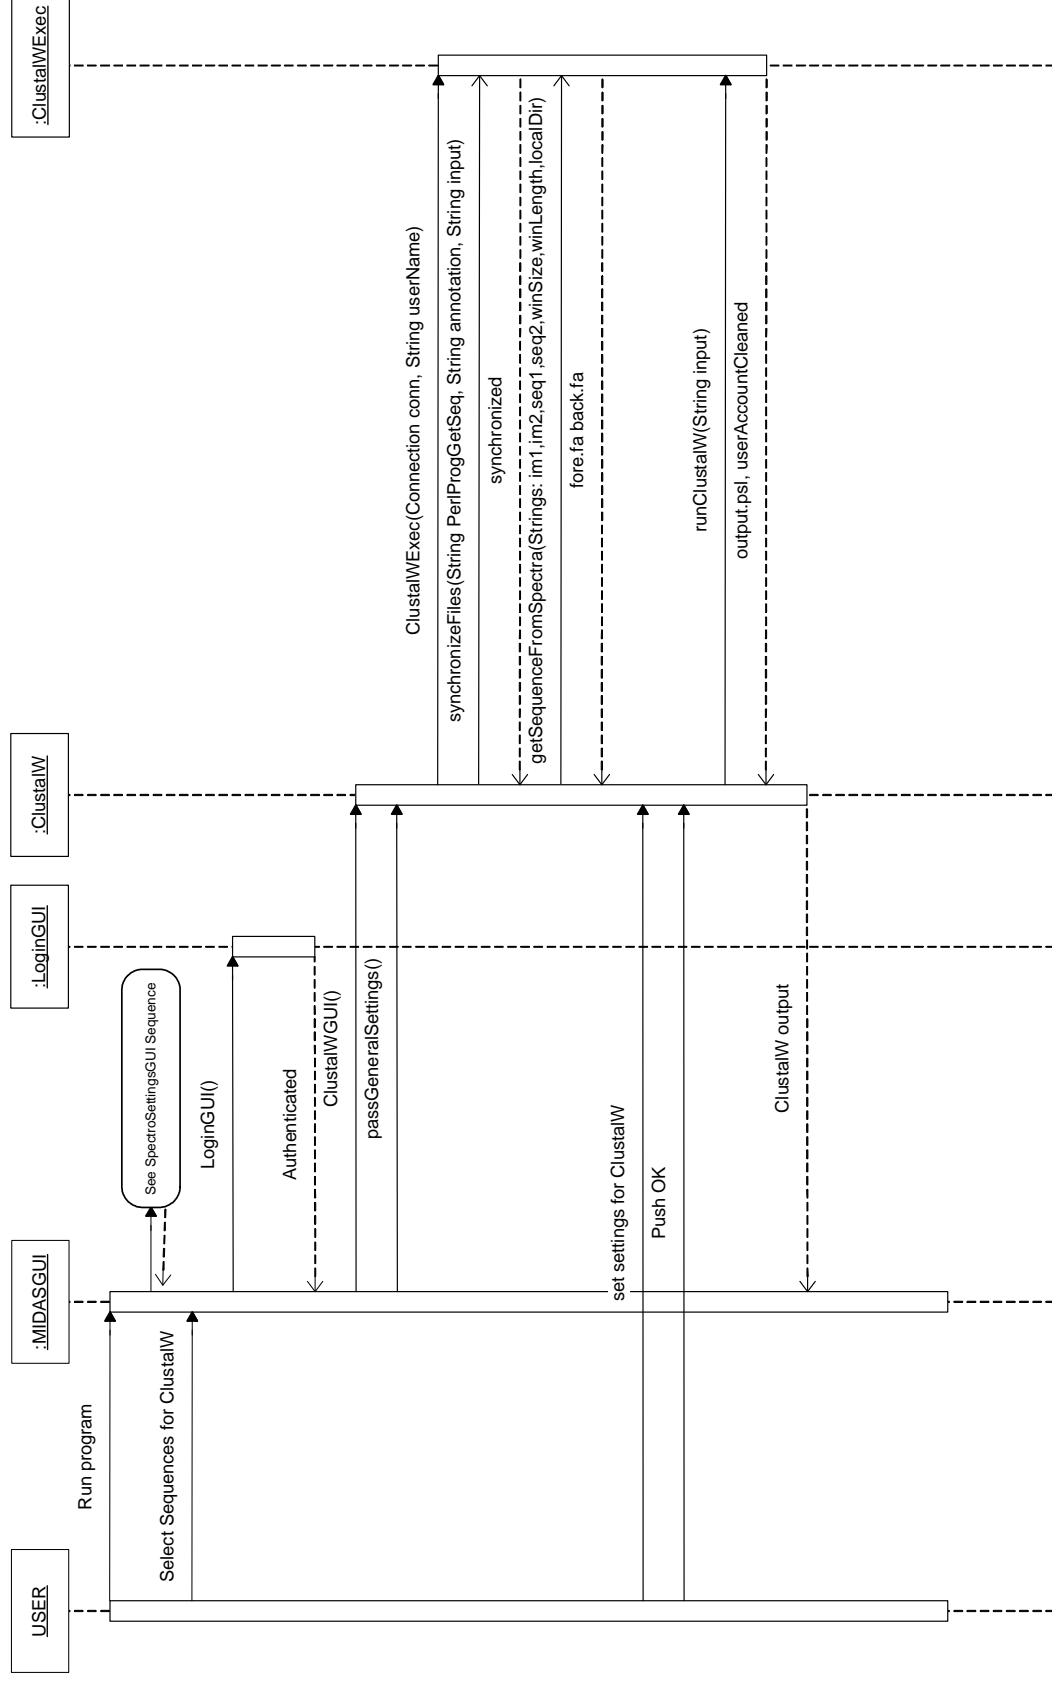 USER
:MIDASGUI
:LoginGUI
:ClustalW
:ClustalWExec
Run program
See SpectroSettingsGUI Sequence
Select Sequences for ClustalW
LoginGUI()
Authenticated
ClustalWGUI()
passGeneralSettings()
ClustalWExec(Connection conn, String userName)
synchronizeFiles(String PerlProgGetSeq, String annotation, String input)
synchronized
getSequenceFromSpectra(Strings: im1,im2,seq1,seq2,winSize,winLength,localDir)
fore.fa back.fa
set settings for ClustalW
Push OK
runClustalW(String input)
output.psl, userAccountCleaned
ClustalW output